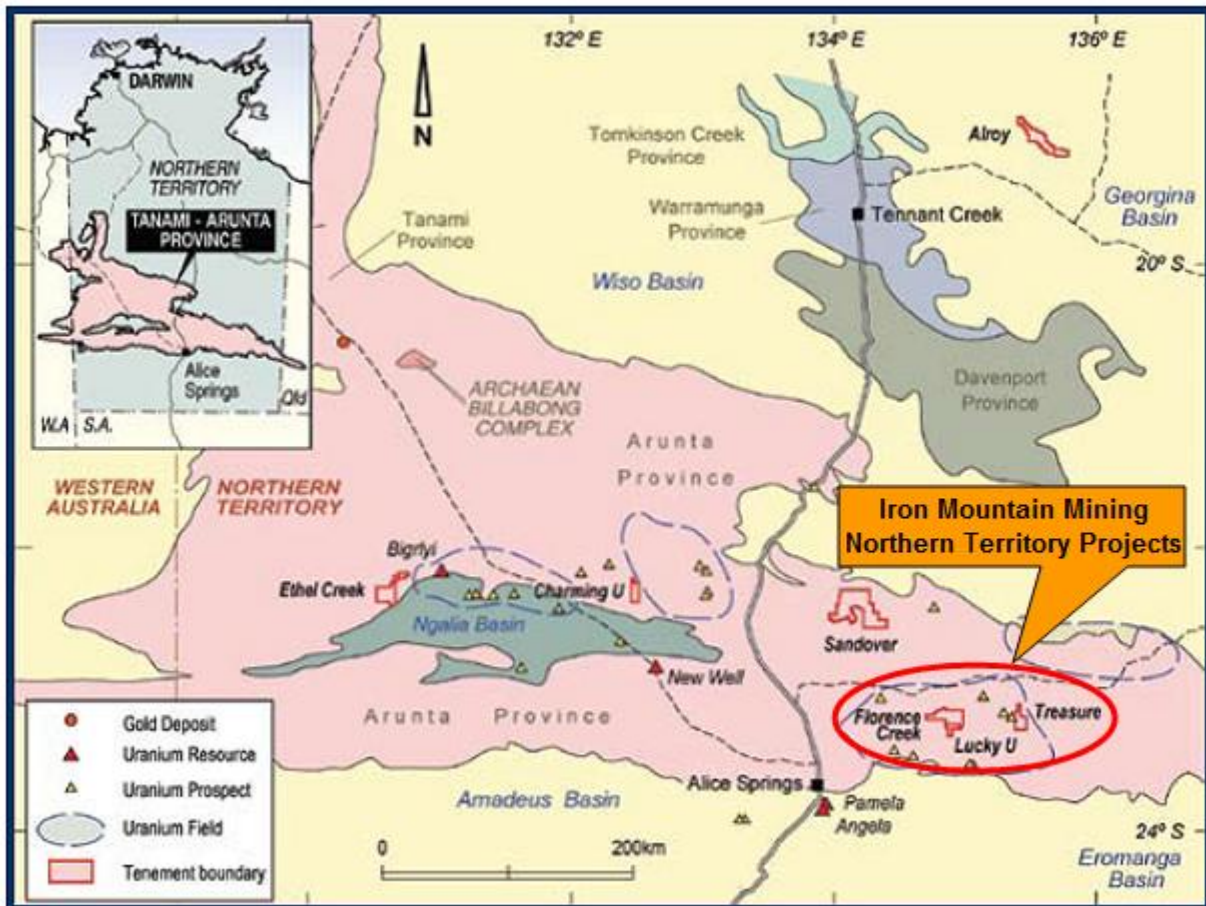 132° E
134° E
136° E
DARWIN
NORTHERN
TERRITORY
TANAMI - ARUNTA
PROVINCE
Alice
Springs
Qld
W.A
S.A.
N
Tomkinson Creek
Province
Alroy
Georgina
Basin
Warramunga
Province
Tennant Creek
Tanami
Province
20° S
Wiso Basin
ARCHAEAN
BILLABONG
COMPLEX
Davenport
Province
Arunta
Province
WESTERN
AUSTRALIA
NORTHERN
TERRITORY
Iron Mountain Mining
Northern Territory Projects
Bigrlyi
Ethel Creek
Charming U
Ngalia Basin
Sandover
New Well
Arunta Province
Florence
Creek
Lucky U
Treasure
Alice Springs
Pamela
Angela
Amadeus Basin
24° S
Eromanga
Basin
0
200km
Gold Deposit
Uranium Resource
Uranium Prospect
Uranium Field
Tenement boundary